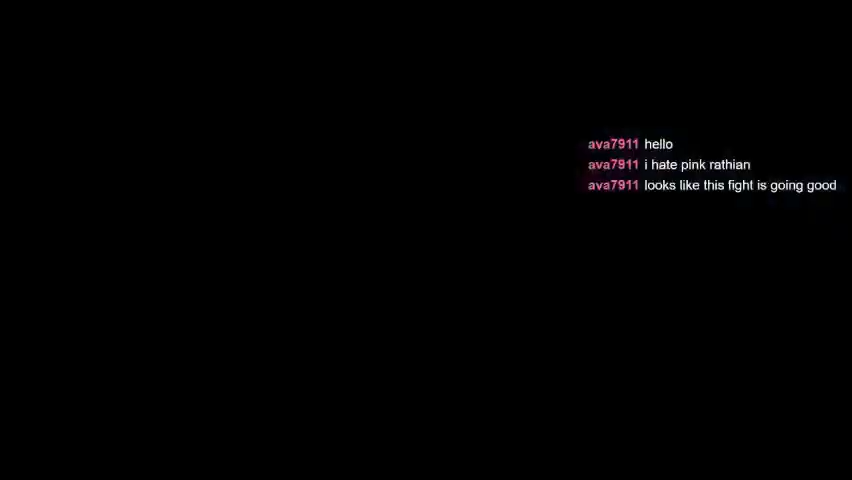 ava7911 hello
ava7911 i hate pink rathian
ava7911 looks like this fight is going good